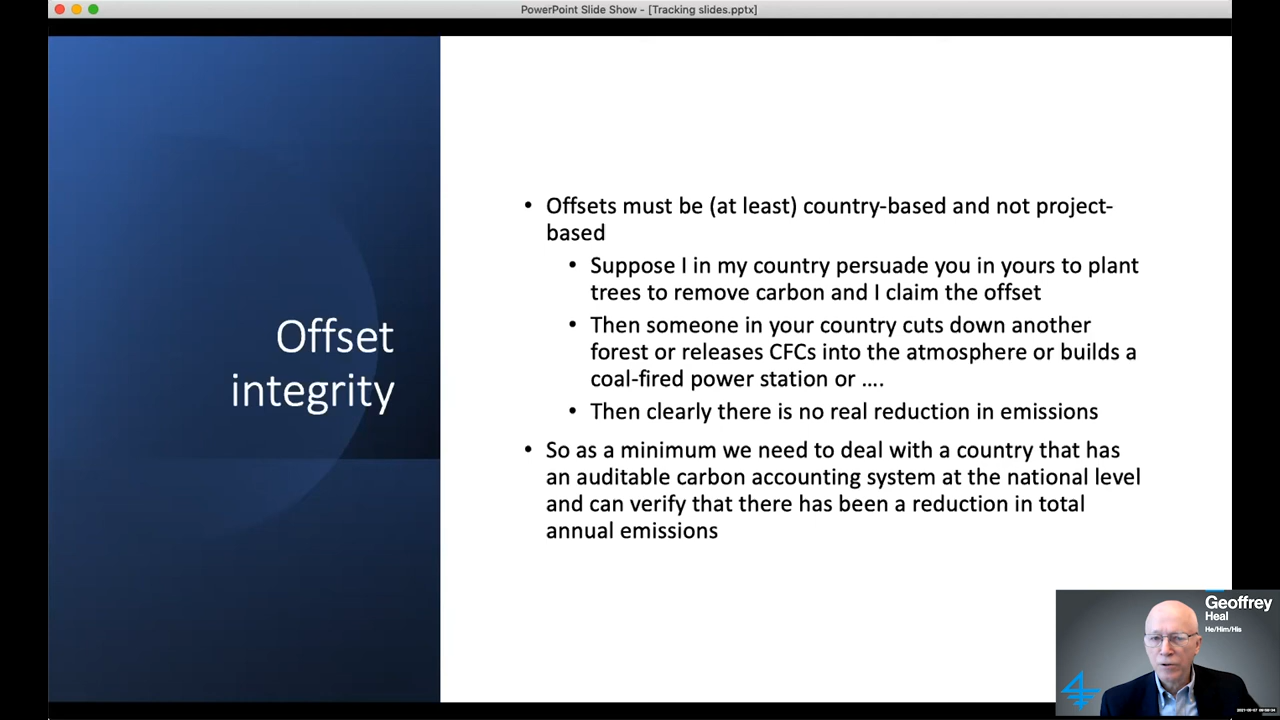 PowerPoint Slide Show - [Tracking slides.pptx]
Offset
integrity
• Offsets must be (at least) country-based and not project-
based
• Suppose I in my country persuade you in yours to plant
trees to remove carbon and I claim the offset
• Then someone in your country cuts down another
forest or releases CFCs into the atmosphere or builds a
coal-fired power station or ….
• Then clearly there is no real reduction in emissions
• So as a minimum we need to deal with a country that has
an auditable carbon accounting system at the national level
and can verify that there has been a reduction in total
annual emissions
Geoffrey
Heal
He/Him/His